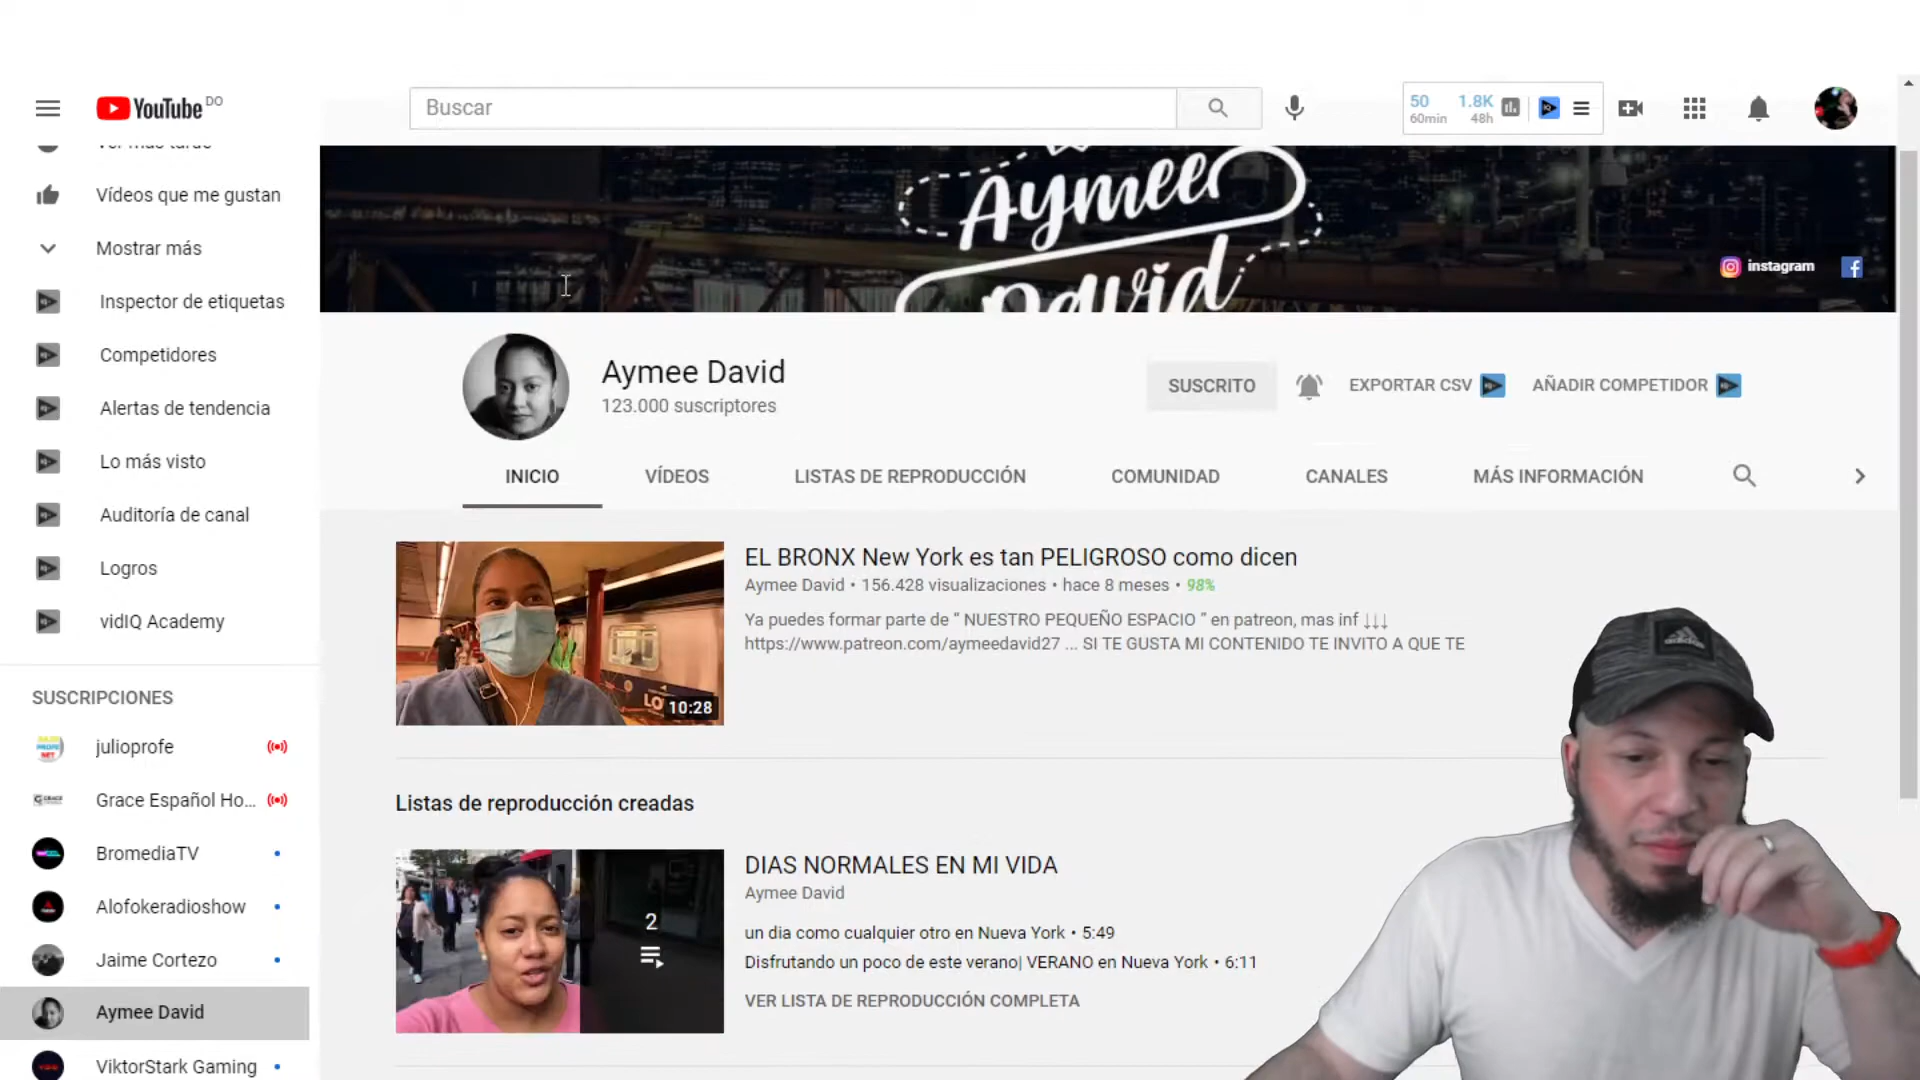 YouTube DO
Buscar
50 1.8K
60min 48h
Vídeos que me gustan
Mostrar más
Inspector de etiquetas
Competidores
Alertas de tendencia
Lo más visto
Auditoría de canal
Logros
vidIQ Academy
SUSCRIPCIONES
julioprofe
Grace Español Ho...
BromediaTV
Alofokeradioshow
Jaime Cortezo
Aymee David
ViktorStark Gaming
Aymee
David
instagram
Aymee David
123.000 suscriptores
SUSCRITO
EXPORTAR CSV
AÑADIR COMPETIDOR
INICIO
VÍDEOS
LISTAS DE REPRODUCCIÓN
COMUNIDAD
CANALES
MÁS INFORMACIÓN
10:28
EL BRONX New York es tan PELIGROSO como dicen
Aymee David • 156.428 visualizaciones • hace 8 meses • 98%
Ya puedes formar parte de “ NUESTRO PEQUEÑO ESPACIO ” en patreon, mas inf ↓↓↓
https://www.patreon.com/aymeedavid27 ... SI TE GUSTA MI CONTENIDO TE INVITO A QUE TE
Listas de reproducción creadas
2
DIAS NORMALES EN MI VIDA
Aymee David
un dia como cualquier otro en Nueva York • 5:49
Disfrutando un poco de este verano| VERANO en Nueva York • 6:11
VER LISTA DE REPRODUCCIÓN COMPLETA